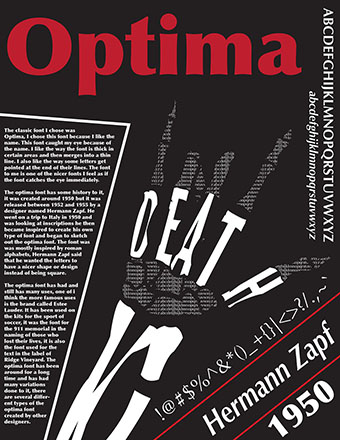 Optima
ABCDEFGHIJKLMNOPQRSTUVWXYZ
abcdefghijklmnopqrstuvwxyz
The classic font I chose was
Optima, I chose this font because I like the
name. This font caught my eye because of
the name. I like the way the font is thick in
certain areas and then merges into a thin
line. I also like the way some letters get
pointed at the end of their lines. The font
to me is one of the nicer fonts I feel as if
the font catches the eye immediately.
The optima font has some history to it,
it was created around 1950 but it was
released between 1952 and 1955 by a
designer named Hermann Zapf. He
went on a trip to Italy in 1950 and
was looking at inscriptions he then
became inspired to create his own
type of font and began to sketch
out the optima font. The font was
was mostly inspired by roman
alphabets, Hermann Zapf said
that he wanted the letters to
have a nicer shape or design
instead of being square.
The optima font has had and
still has many uses, one of i
think the more famous uses
is the brand called Estee
Lauder. It has been used on
the kits for the sport of
soccer, it was the font for
the 911 memorial in the
naming of those who
lost their lives, it is also
the font used for the
text in the label of
Ridge Vineyard. The
optima font has been
around for a long
time and has had
many variations
done to it, there
are several differ-
ent types of the
optima font
created by other
designers.
DEATH
IS
!@#$%^&*()_+{}|<>?/.,~`
Hermann Zapf
1950